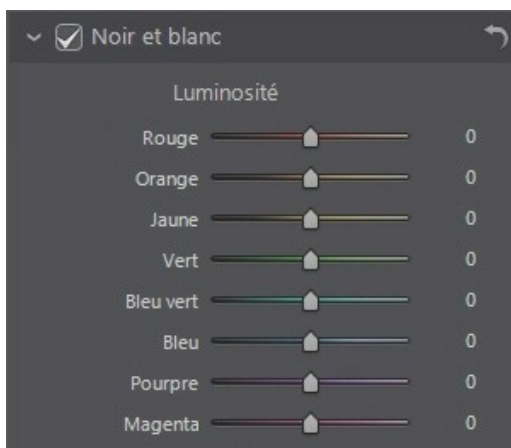 Noir et blanc
Luminosité
Rouge 0
Orange 0
Jaune 0
Vert 0
Bleu vert 0
Bleu 0
Pourpre 0
Magenta 0